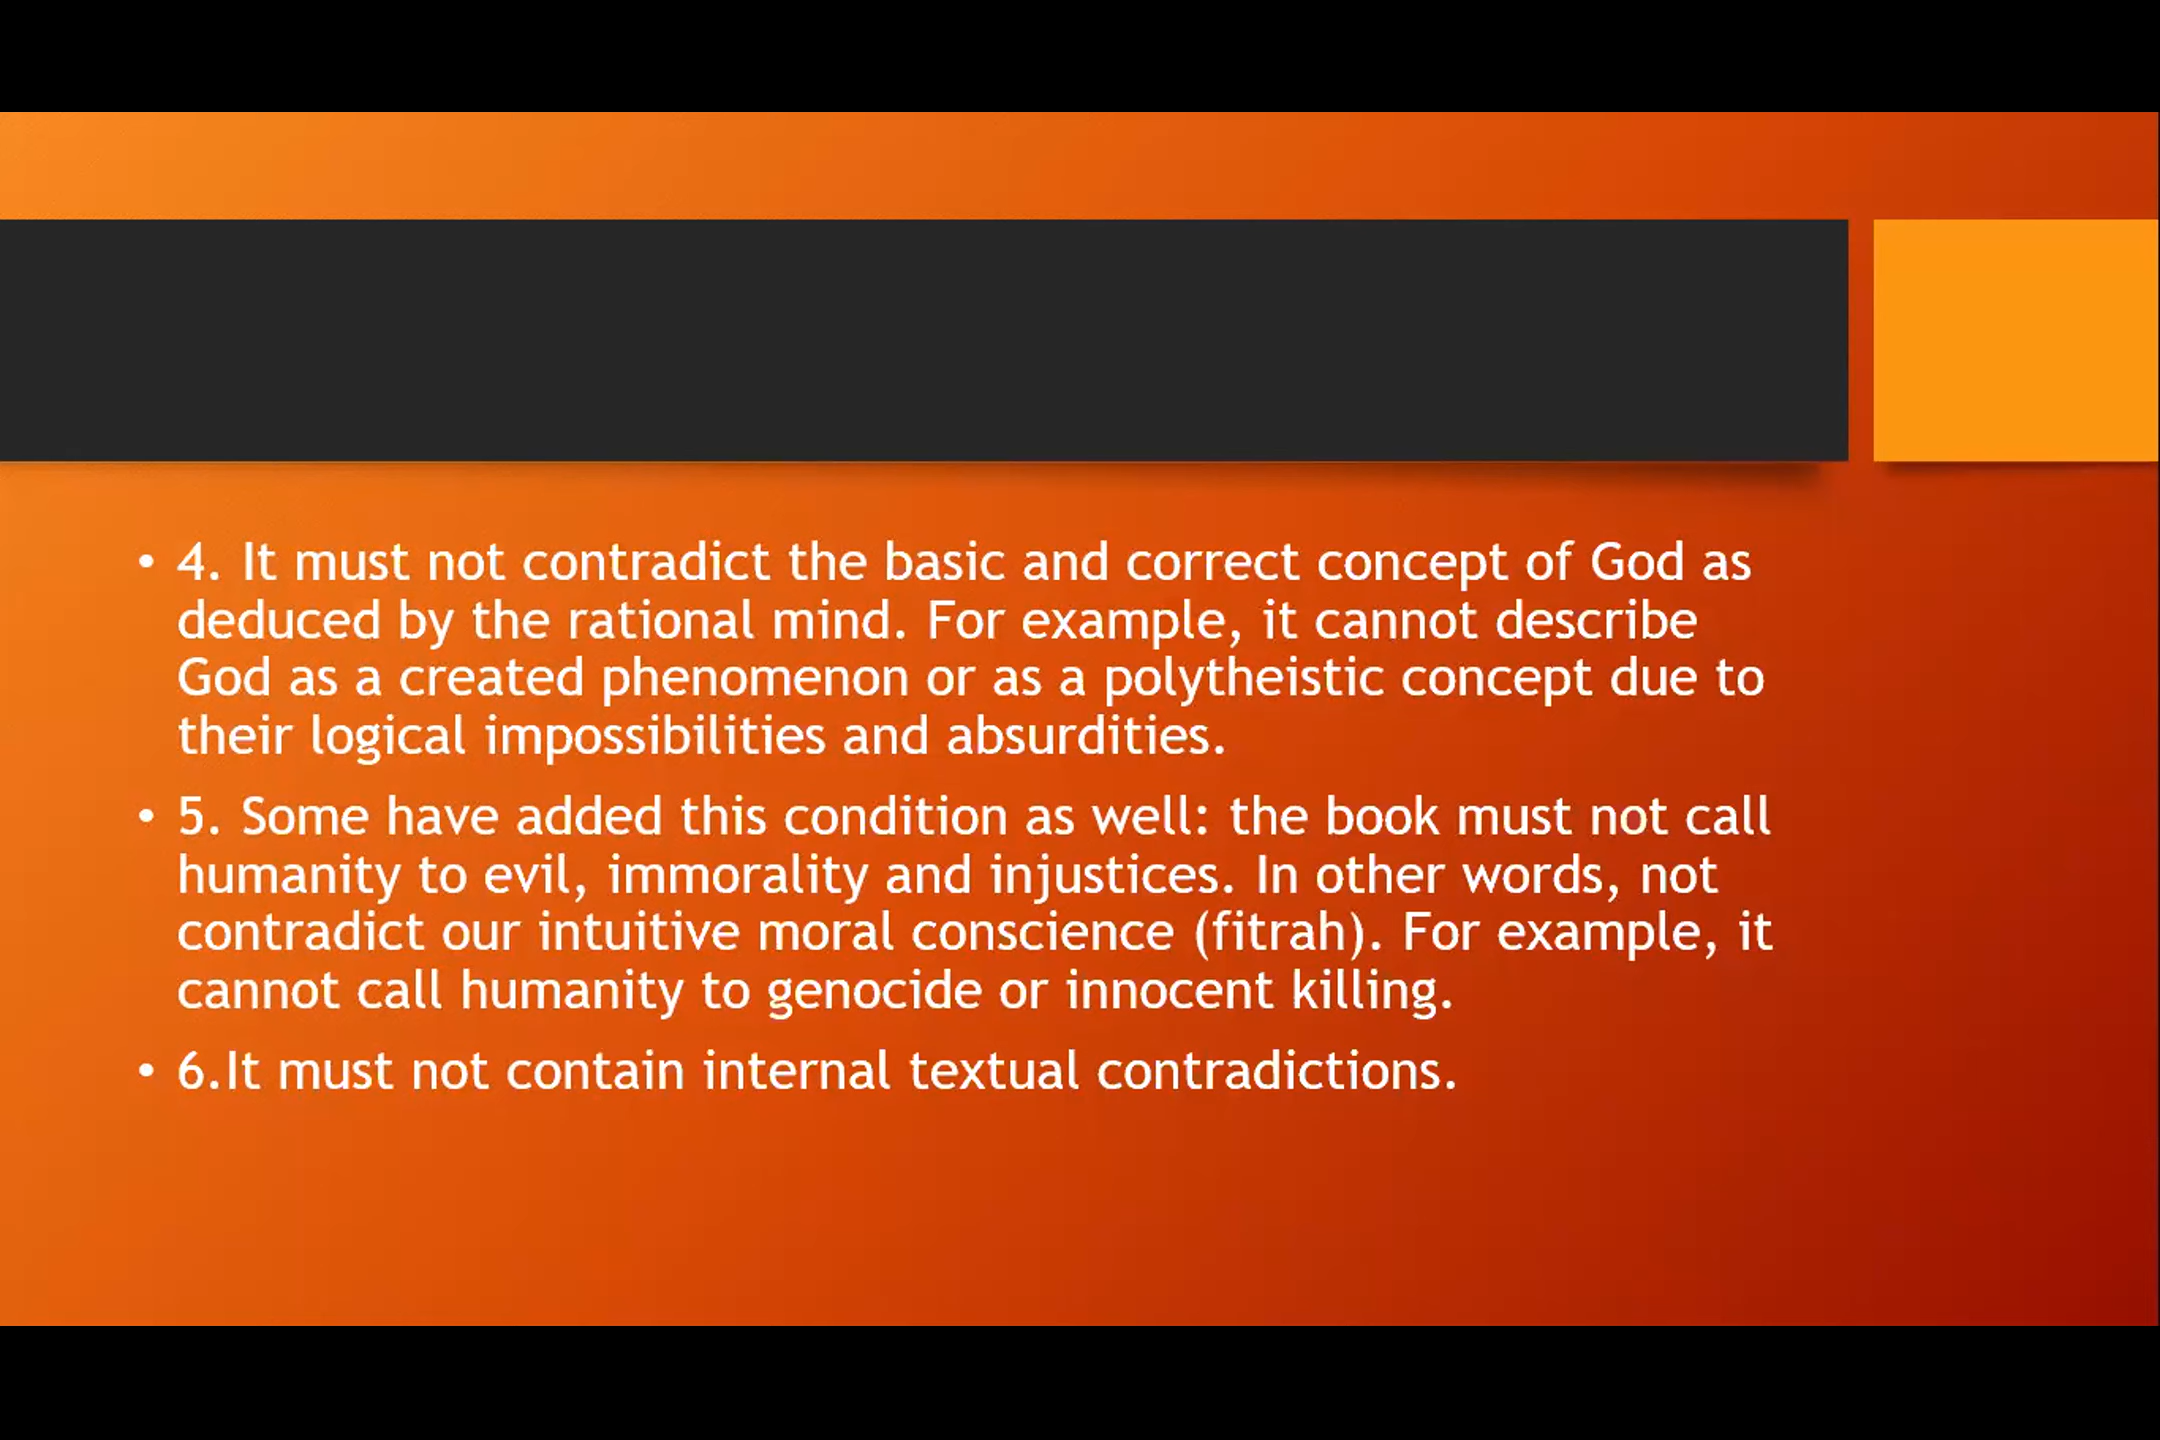 • 4. It must not contradict the basic and correct concept of God as
deduced by the rational mind. For example, it cannot describe
God as a created phenomenon or as a polytheistic concept due to
their logical impossibilities and absurdities.
• 5. Some have added this condition as well: the book must not call
humanity to evil, immorality and injustices. In other words, not
contradict our intuitive moral conscience (fitrah). For example, it
cannot call humanity to genocide or innocent killing.
• 6.It must not contain internal textual contradictions.